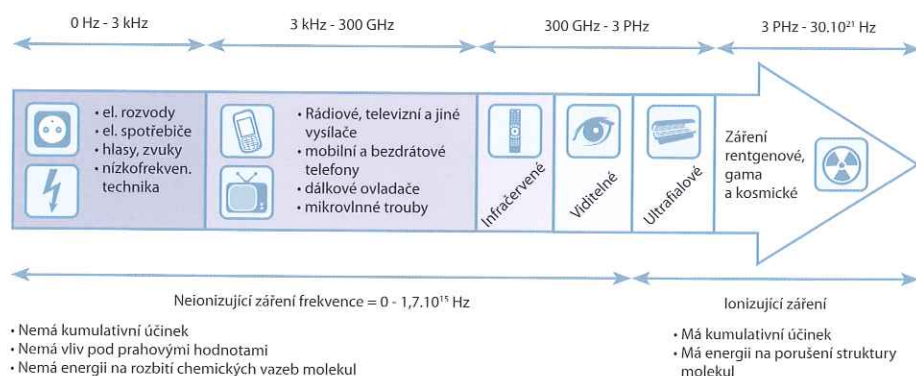 0 Hz - 3 kHz
3 kHz - 300 GHz
300 GHz - 3 PHz
3 PHz - 30.10²¹ Hz
• el. rozvody
• el. spotřebiče
• hlasy, zvuky
• nízkofrekven.
technika
• Rádiové, televizní a jiné
vysílače
• mobilní a bezdrátové
telefony
• dálkové ovladače
• mikrovlnné trouby
Infračervené
Viditelné
Ultrafialové
Záření
rentgenové,
gama
a kosmické
Neionizující záření frekvence = 0 - 1,7.10¹⁵ Hz
• Nemá kumulativní účinek
• Nemá vliv pod prahovými hodnotami
• Nemá energii na rozbití chemických vazeb molekul
Ionizující záření
• Má kumulativní účinek
• Má energii na porušení struktury
molekul